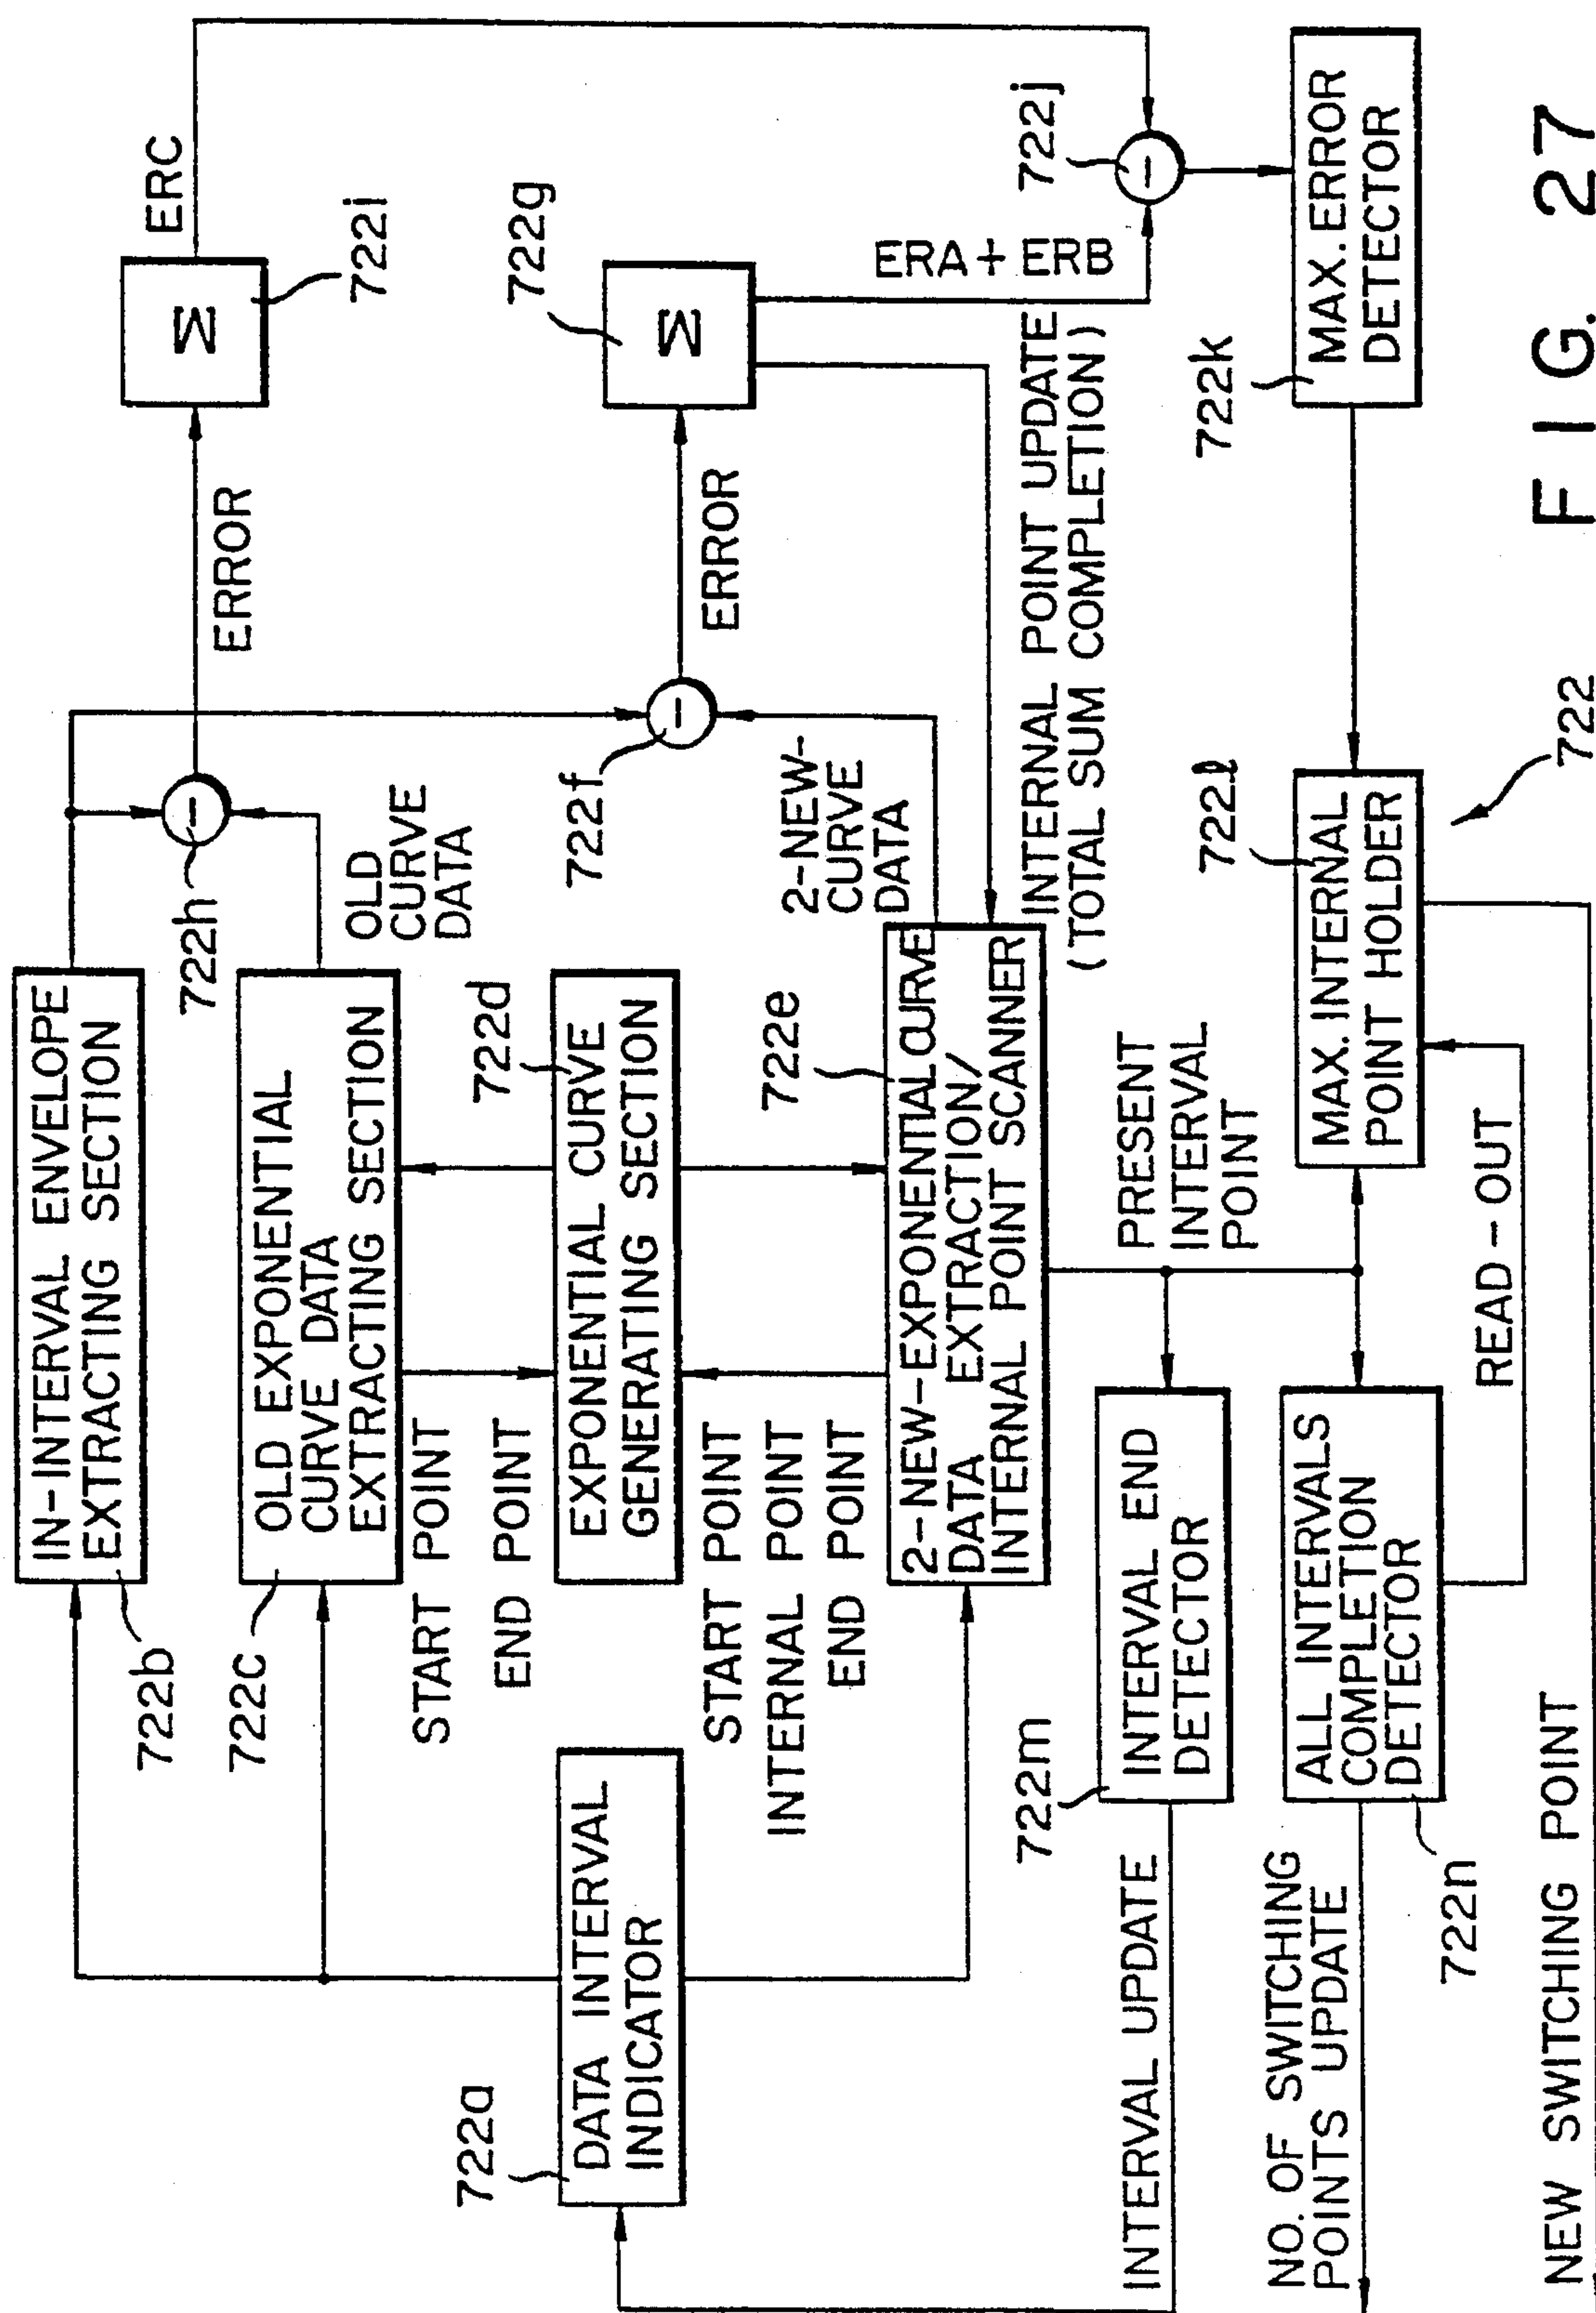 722a
DATA INTERVAL
INDICATOR
722b
IN-INTERVAL ENVELOPE
EXTRACTING SECTION
722c
OLD EXPONENTIAL
CURVE DATA
EXTRACTING SECTION
START POINT
END POINT
722d
EXPONENTIAL CURVE
GENERATING SECTION
START POINT
INTERNAL POINT
END POINT
722e
2-NEW-EXPONENTIAL CURVE
DATA EXTRACTION/
INTERNAL POINT SCANNER
722h
−
OLD
CURVE
DATA
ERROR
Σ
722i
ERC
722f
−
2-NEW-
CURVE
DATA
ERROR
Σ
722g
ERA + ERB
INTERNAL POINT UPDATE
(TOTAL SUM COMPLETION)
722j
−
MAX. ERROR
DETECTOR
722k
722l
MAX. INTERNAL
POINT HOLDER
PRESENT
INTERVAL
POINT
READ-OUT
722m
INTERVAL END
DETECTOR
INTERVAL UPDATE
ALL INTERVALS
COMPLETION
DETECTOR
722n
NO. OF SWITCHING
POINTS UPDATE
NEW SWITCHING POINT
722
FIG. 27